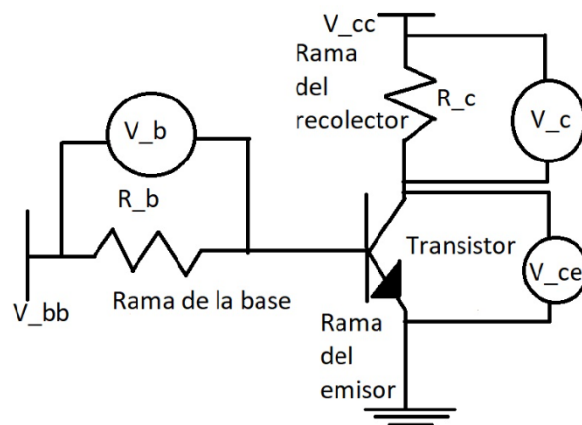 V_cc
Rama
del
recolector
R_c
V_c
V_b
R_b
Transistor
V_ce
V_bb
Rama de la base
Rama
del
emisor